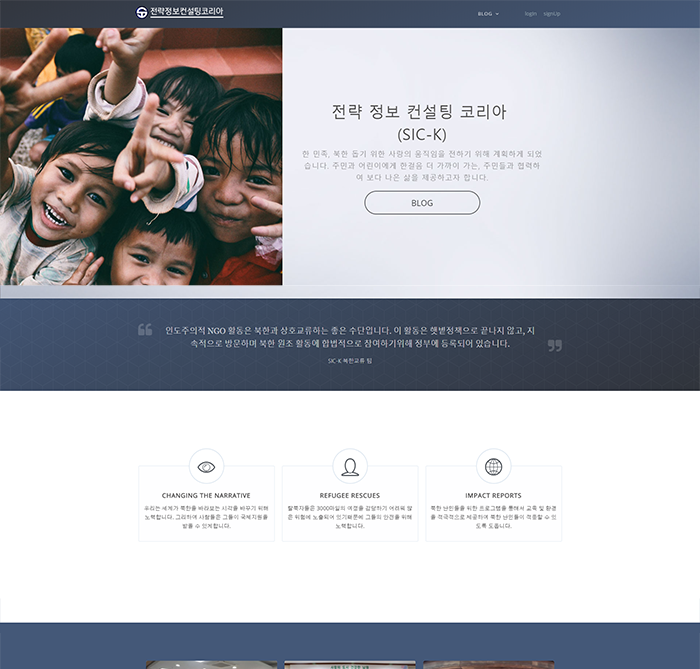 전략정보컨설팅코리아
BLOG
login
signup
전략 정보 컨설팅 코리아
(SIC-K)
한 민족, 북한 돕기 위한 사랑의 움직임을 전하기 위해 계획하게 되었
습니다. 주민과 어린이에게 한걸음 더 가까이 가는, 주민들과 협력하
여 보다 나은 삶을 제공하고자 합니다.
BLOG
인도주의적 NGO 활동은 북한과 상호교류하는 좋은 수단입니다. 이 활동은 햇볕정책으로 끝나지 않고, 지
속적으로 방문하며 북한 원조 활동에 합법적으로 참여하기위해 정부에 등록되어 있습니다.
SIC-K 북한교류 팀
CHANGING THE NARRATIVE
우리는 세계가 북한을 바라보는 시각을 바꾸기 위해
노력합니다. 그리하여 사람들은 그들이 국제지원을
받을 수 있게합니다.
REFUGEE RESCUES
탈북자들은 3000마일의 여정을 감당하기 어려워 많
은 위험에 노출되어 있기때문에 그들의 안전을 위해
노력합니다.
IMPACT REPORTS
북한 난민들을 위한 프로그램을 통해서 교육 및 환경
을 적극적으로 제공하여 북한 난민들이 적응할 수 있
도록 도웁니다.